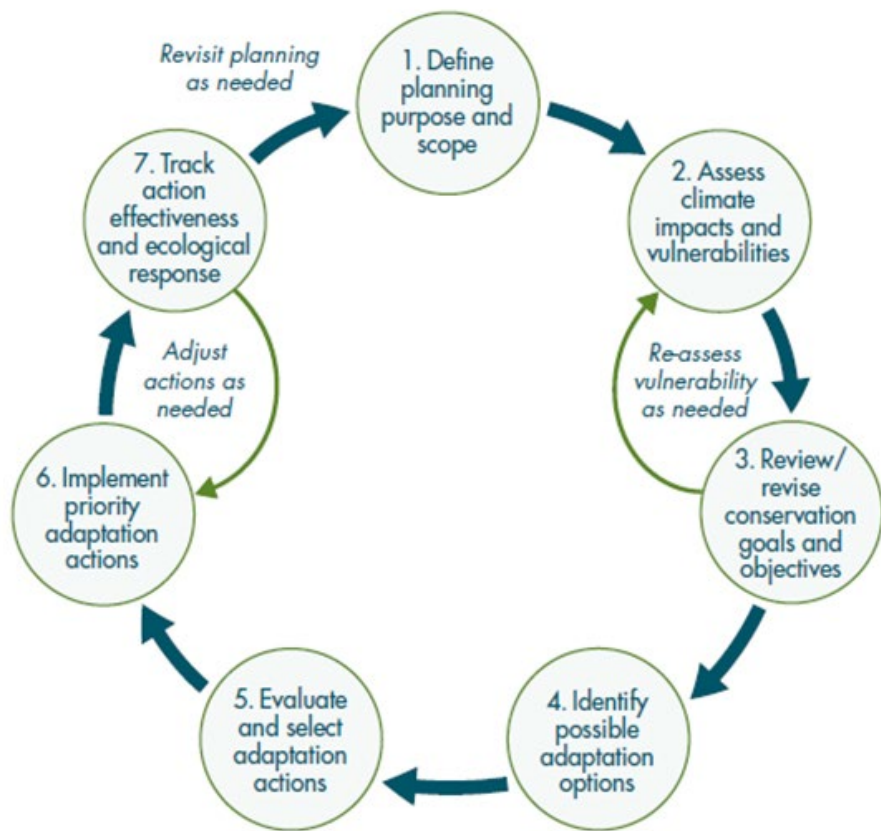 Revisit planning
as needed
1. Define
planning
purpose and
scope
2. Assess
climate
impacts and
vulnerabilities
Re-assess
vulnerability
as needed
3. Review/
revise
conservation
goals and
objectives
4. Identify
possible
adaptation
options
5. Evaluate
and select
adaptation
actions
6. Implement
priority
adaptation
actions
Adjust
actions as
needed
7. Track
action
effectiveness
and ecological
response